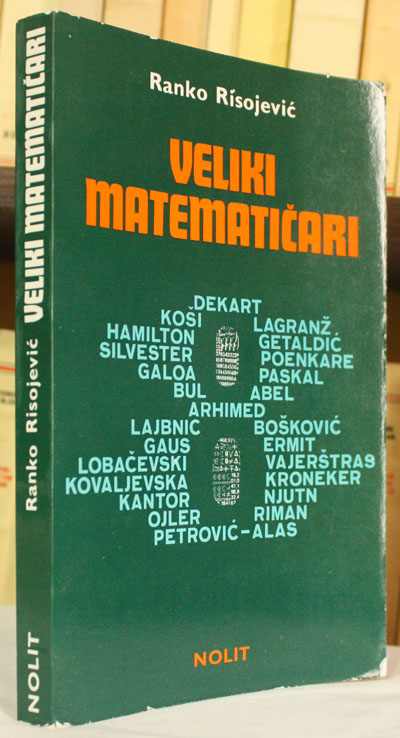 Ranko Risojević
VELIKI
MATEMATIČARI
DEKART
KOŠI LAGRANŽ
HAMILTON GETALDIĆ
SILVESTER POENKARE
GALOA PASKAL
BUL ABEL
ARHIMED
LAJBNIC BOŠKOVIĆ
GAUS ERMIT
LOBAČEVSKI VAJERŠTRAS
KOVALJEVSKA KRONEKER
KANTOR NJUTN
OJLER RIMAN
PETROVIĆ-ALAS
NOLIT
Ranko Risojević VELIKI MATEMATIČARI
NOLIT